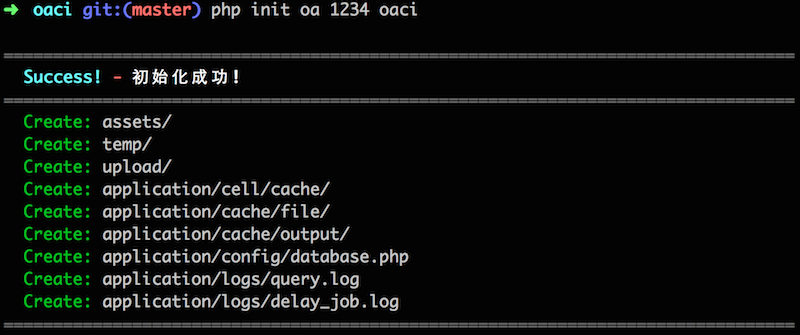 ➜ oaci git:(master) php init oa 1234 oaci
Success! - 初始化成功!
Create: assets/
Create: temp/
Create: upload/
Create: application/cell/cache/
Create: application/cache/file/
Create: application/cache/output/
Create: application/config/database.php
Create: application/logs/query.log
Create: application/logs/delay_job.log